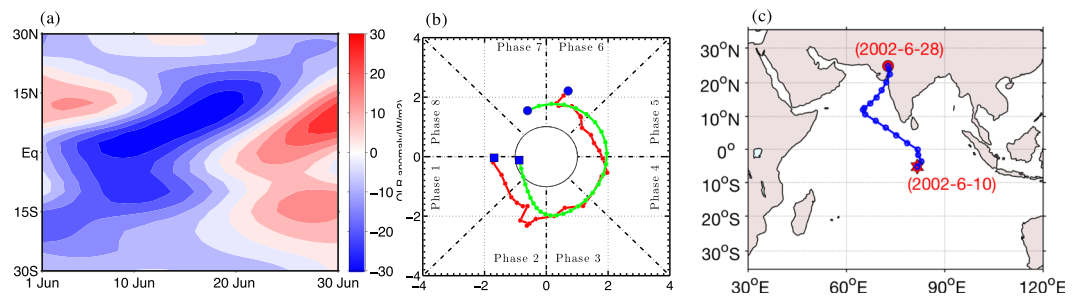 (a)
30N
15N
Eq
15S
30S
1 Jun
10 Jun
20 Jun
30 Jun
30
20
10
0
−10
−20
−30
(b)
4
2
0
−2
−4
−4
−2
0
2
4
Phase 7
Phase 6
Phase 8
Phase 5
Phase 1
Phase 4
Phase 2
Phase 3
(c)
30°N
20°N
10°N
0°
10°S
20°S
30°S
30°E
60°E
90°E
120°E
(2002-6-28)
(2002-6-10)